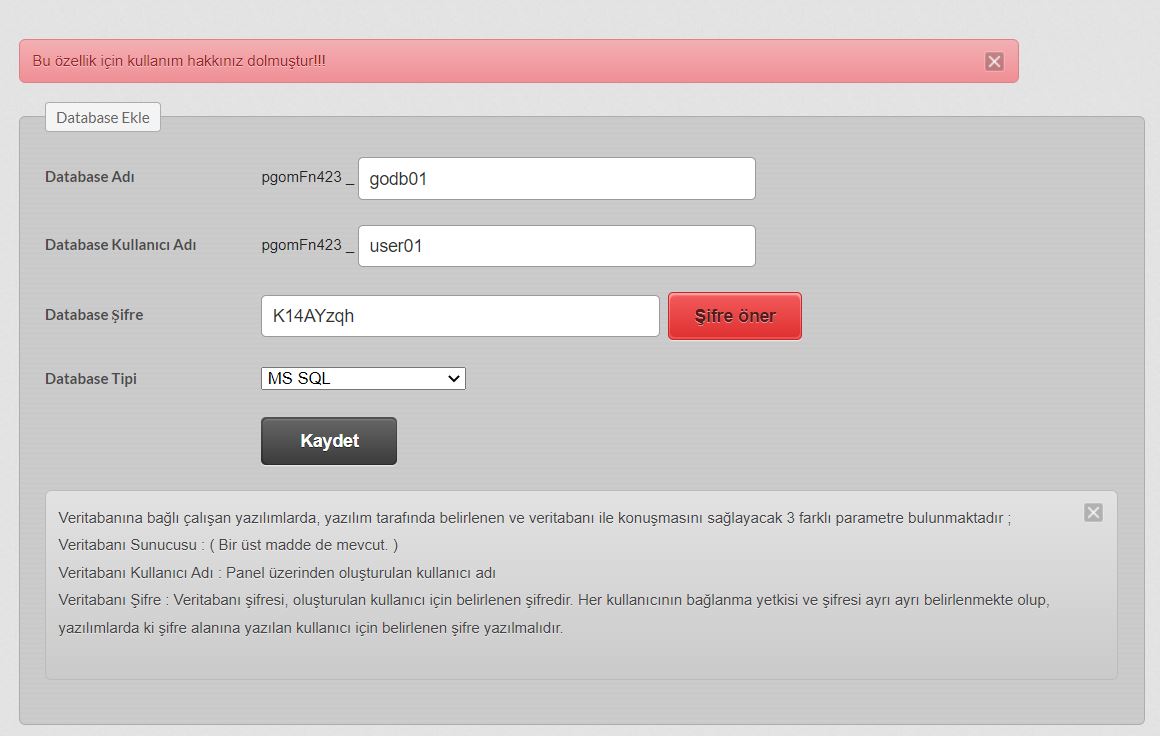 Bu özellik için kullanım hakkınız dolmuştur!!!
Database Ekle
Database Adı pgomFn423 _ godb01
Database Kullanıcı Adı pgomFn423 _ user01
Database Şifre K14AYzqh Şifre öner
Database Tipi MS SQL
Kaydet
Veritabanına bağlı çalışan yazılımlarda, yazılım tarafında belirlenen ve veritabanı ile konuşmasını sağlayacak 3 farklı parametre bulunmaktadır ;
Veritabanı Sunucusu : ( Bir üst madde de mevcut. )
Veritabanı Kullanıcı Adı : Panel üzerinden oluşturulan kullanıcı adı
Veritabanı Şifre : Veritabanı şifresi, oluşturulan kullanıcı için belirlenen şifredir. Her kullanıcının bağlanma yetkisi ve şifresi ayrı ayrı belirlenmekte olup,
yazılımlarda ki şifre alanına yazılan kullanıcı için belirlenen şifre yazılmalıdır.